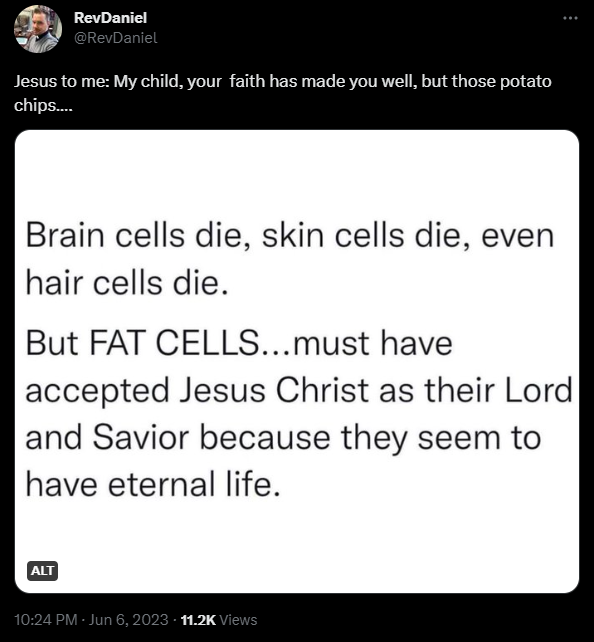 RevDaniel
@RevDaniel
Jesus to me: My child, your  faith has made you well, but those potato
chips....
Brain cells die, skin cells die, even
hair cells die.
But FAT CELLS...must have
accepted Jesus Christ as their Lord
and Savior because they seem to
have eternal life.
ALT
10:24 PM · Jun 6, 2023 · 11.2K Views